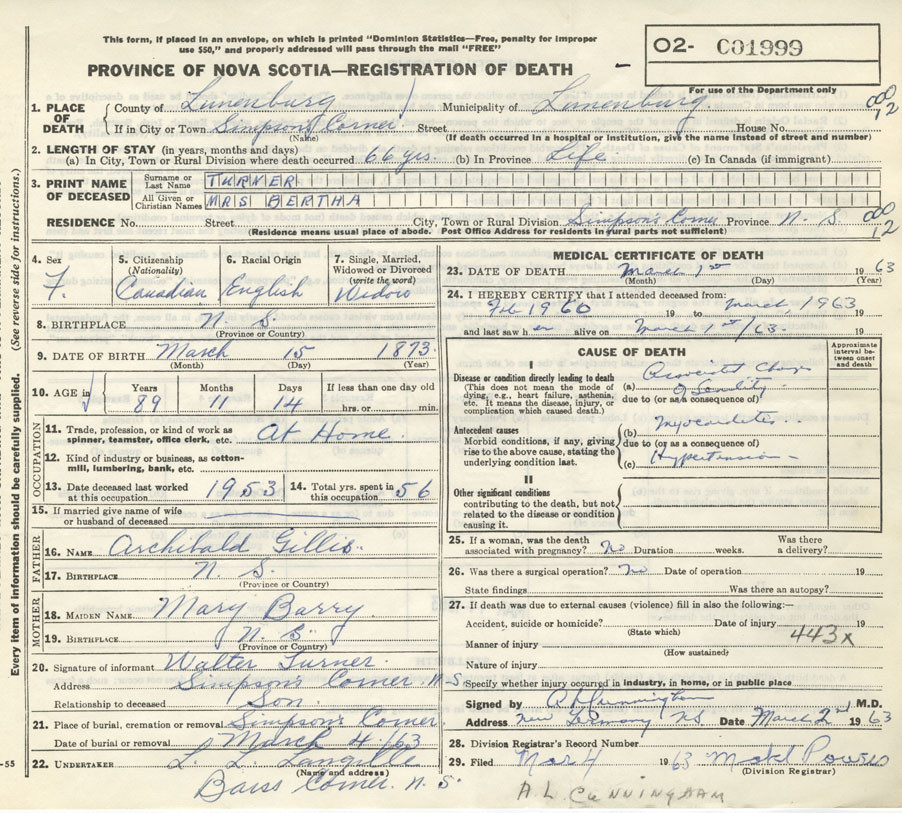 This form, if placed in an envelope, on which is printed "Dominion Statistics—Free, penalty for improper
use $50," and properly addressed will pass through the mail "FREE"
O2- C01999
PROVINCE OF NOVA SCOTIA—REGISTRATION OF DEATH
For use of the Department only
1. PLACE OF DEATH County of Lunenburg Municipality of Lunenburg 000 12
If in City or Town Simpson's Corner Street House No.
(Name) (If death occurred in a hospital or institution, give the name instead of street and number)
2. LENGTH OF STAY (in years, months and days)
(a) In City, Town or Rural Division where death occurred 66 yrs. (b) In Province Life (c) In Canada (if immigrant)
3. PRINT NAME OF DECEASED Surname or Last Name TURNER
All Given or Christian Names MRS BERTHA
RESIDENCE No. Street City, Town or Rural Division Simpson's Corner Province N. S. 000 12
(Residence means usual place of abode. Post Office Address for residents in rural parts not sufficient)
Every item of information should be carefully supplied. (See reverse side for instructions.)
-55
4. Sex F.
5. Citizenship (Nationality) Canadian
6. Racial Origin English
7. Single, Married, Widowed or Divorced (write the word) Widow
8. BIRTHPLACE N. S.
(Province or Country)
9. DATE OF BIRTH March 15 1873.
(Month) (Day) (Year)
10. AGE in Years 89 Months 11 Days 14 If less than one day old hrs. or min.
OCCUPATION
11. Trade, profession, or kind of work as spinner, teamster, office clerk, etc. At Home.
12. Kind of industry or business, as cotton-mill, lumbering, bank, etc.
13. Date deceased last worked at this occupation 1953
14. Total yrs. spent in this occupation 56
15. If married give name of wife or husband of deceased
FATHER
16. NAME Archibald Gillis.
17. BIRTHPLACE N. S.
(Province or Country)
MOTHER
18. MAIDEN NAME Mary Barry
19. BIRTHPLACE N. S.
(Province or Country)
20. Signature of informant Walter Turner.
Address Simpson's Corner. N. S.
Relationship to deceased Son.
21. Place of burial, cremation or removal Simpson's Corner
Date of burial or removal March 4/63
22. UNDERTAKER L. L. Langille
(Name and address)
Barss Corner. N. S.
MEDICAL CERTIFICATE OF DEATH
23. DATE OF DEATH March 1st 1963
(Month) (Day) (Year)
24. I HEREBY CERTIFY that I attended deceased from:
Feb 1960 19 to March, 1963 19
and last saw her alive on March 1st/63. 19
CAUSE OF DEATH
Approximate interval between onset and death
I
Disease or condition directly leading to death
(This does not mean the mode of dying, e.g., heart failure, asthenia, etc. It means the disease, injury, or complication which caused death.)
(a) Associated Changes
of Senility
due to (or as a consequence of)
Antecedent causes
Morbid conditions, if any, giving rise to the above cause, stating the underlying condition last.
(b) Myocarditis
due to (or as a consequence of)
(c) Hypertension
II
Other significant conditions
contributing to the death, but not related to the disease or condition causing it.
25. If a woman, was the death associated with pregnancy? No Duration weeks. Was there a delivery?
26. Was there a surgical operation? No Date of operation 19
State findings Was there an autopsy?
27. If death was due to external causes (violence) fill in also the following:—
Accident, suicide or homicide? Date of injury 19
(State which)
443x
Manner of injury
(How sustained)
Nature of injury
Specify whether injury occurred in industry, in home, or in public place
Signed by A L Cunningham M.D.
Address New Germany N.S. Date March 2nd 1963
28. Division Registrar's Record Number
29. Filed Mar 4 1963
(Division Registrar)
A. L. CUNNINGHAM